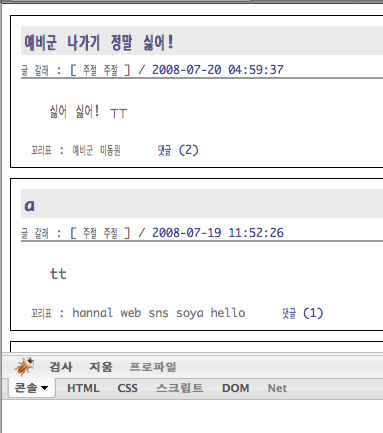 예비군 나가기 정말 싫어!
글 갈래 : [ 주절 주절 ] / 2008-07-20 04:59:37
싫어 싫어! ㅜㅜ
꼬리표 : 예비군 미동원 댓글 (2)
a
글 갈래 : [ 주절 주절 ] / 2008-07-19 11:52:26
tt
꼬리표 : hannal web sns soya hello 댓글 (1)
검사 지움 프로파일
콘솔 HTML CSS 스크립트 DOM Net